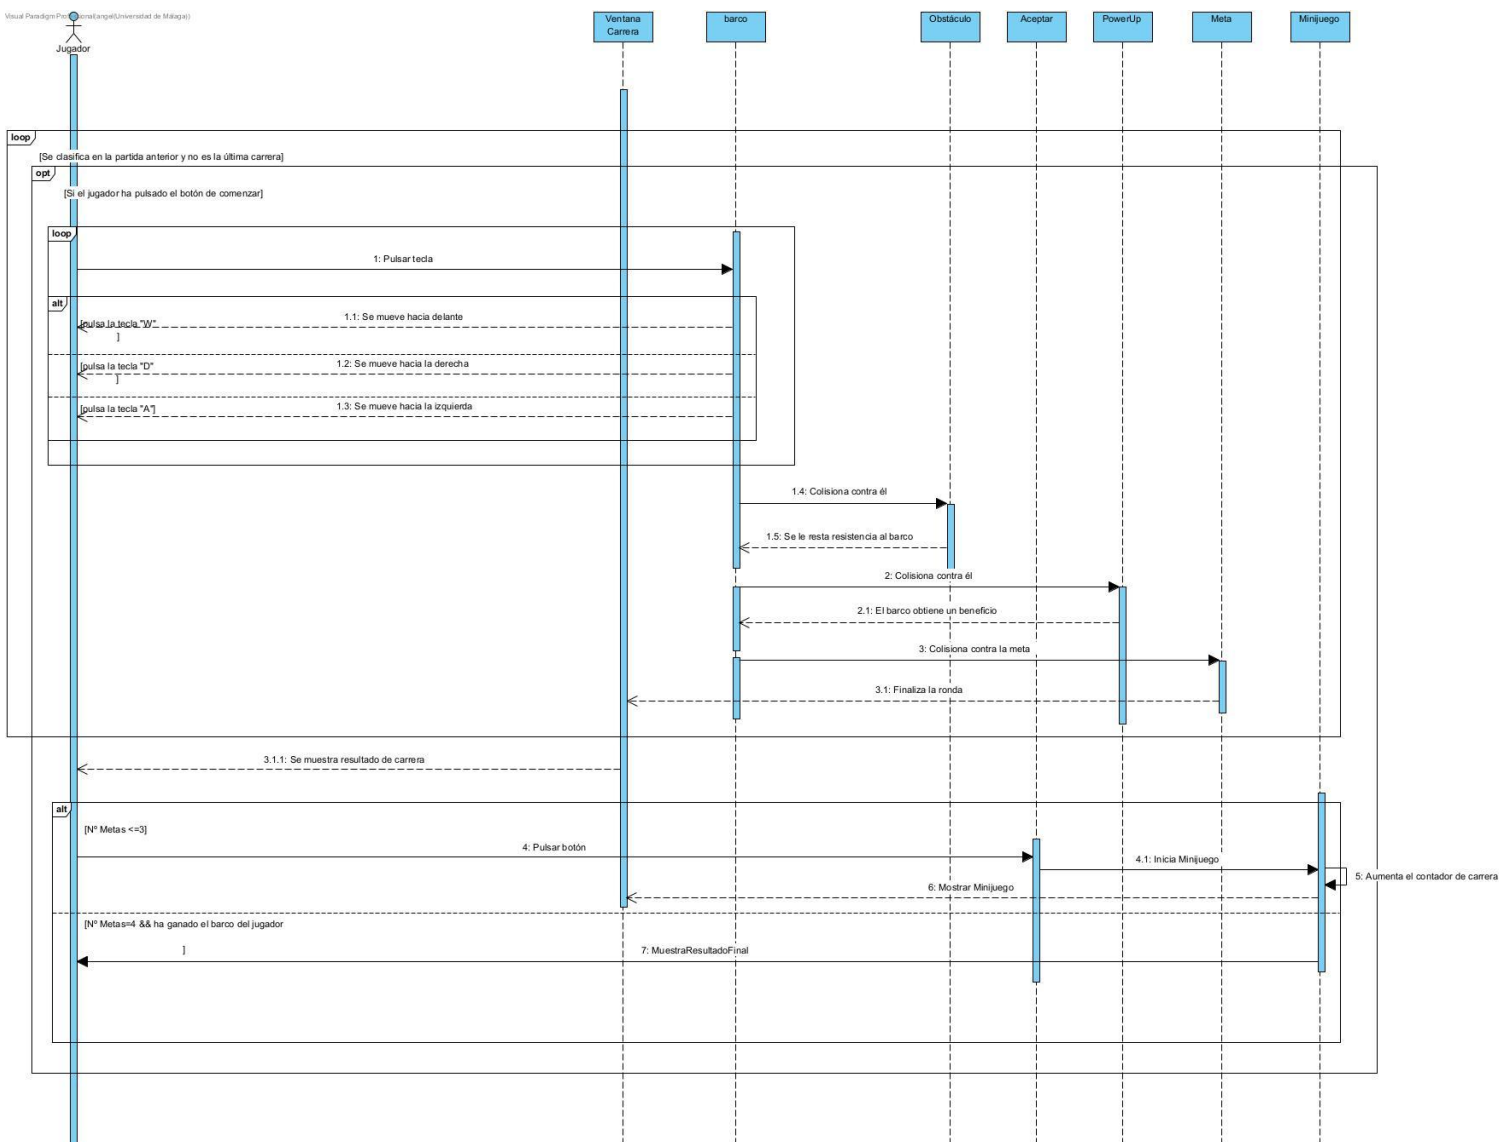 Visual Paradigm Professional(angel(Universidad de Málaga))
Jugador
Ventana
Carrera
barco
Obstáculo
Aceptar
PowerUp
Meta
Minijuego
loop
[Se clasifica en la partida anterior y no es la última carrera]
opt
[Si el jugador ha pulsado el botón de comenzar]
loop
1: Pulsar tecla
alt
1.1: Se mueve hacia delante
[pulsa la tecla "W"
]
1.2: Se mueve hacia la derecha
[pulsa la tecla "D"
]
1.3: Se mueve hacia la izquierda
[pulsa la tecla "A"]
1.4: Colisiona contra él
1.5: Se le resta resistencia al barco
2: Colisiona contra él
2.1: El barco obtiene un beneficio
3: Colisiona contra la meta
3.1: Finaliza la ronda
3.1.1: Se muestra resultado de carrera
alt
[Nº Metas <=3]
4: Pulsar botón
4.1: Inicia Minijuego
5: Aumenta el contador de carrera
6: Mostrar Minijuego
[Nº Metas=4 && ha ganado el barco del jugador
]
7: MuestraResultadoFinal